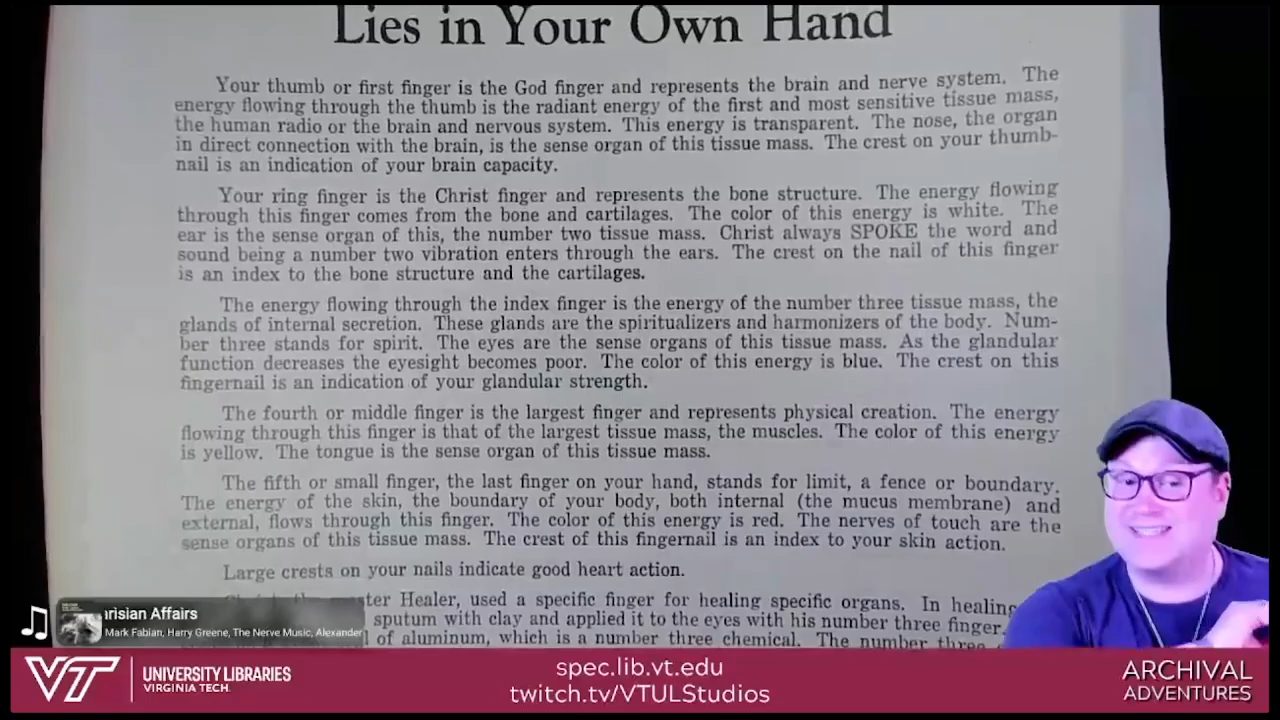 Lies in Your Own Hand
Your thumb or first finger is the God finger and represents the brain and nerve system. The
energy flowing through the thumb is the radiant energy of the first and most sensitive tissue mass,
the human radio or the brain and nervous system. This energy is transparent. The nose, the organ
in direct connection with the brain, is the sense organ of this tissue mass. The crest on your thumb-
nail is an indication of your brain capacity.
Your ring finger is the Christ finger and represents the bone structure. The energy flowing
through this finger comes from the bone and cartilages. The color of this energy is white. The
ear is the sense organ of this, the number two tissue mass. Christ always SPOKE the word and
sound being a number two vibration enters through the ears. The crest on the nail of this finger
is an index to the bone structure and the cartilages.
The energy flowing through the index finger is the energy of the number three tissue mass, the
glands of internal secretion. These glands are the spiritualizers and harmonizers of the body. Num-
ber three stands for spirit. The eyes are the sense organs of this tissue mass. As the glandular
function decreases the eyesight becomes poor. The color of this energy is blue. The crest on this
fingernail is an indication of your glandular strength.
The fourth or middle finger is the largest finger and represents physical creation. The energy
flowing through this finger is that of the largest tissue mass, the muscles. The color of this energy
is yellow. The tongue is the sense organ of this tissue mass.
The fifth or small finger, the last finger on your hand, stands for limit, a fence or boundary.
The energy of the skin, the boundary of your body, both internal (the mucus membrane) and
external, flows through this finger. The color of this energy is red. The nerves of touch are the
sense organs of this tissue mass. The crest of this fingernail is an index to your skin action.
Large crests on your nails indicate good heart action.
Healer, used a specific finger for healing specific organs. In healing
sputum with clay and applied it to the eyes with his number three finger.
of aluminum, which is a number three chemical. The number three
arisian Affairs
Mark Fabian, Harry Greene, The Nerve Music, Alexander
VT
UNIVERSITY LIBRARIES
VIRGINIA TECH.
spec.lib.vt.edu
twitch.tv/VTULStudios
ARCHIVAL
ADVENTURES